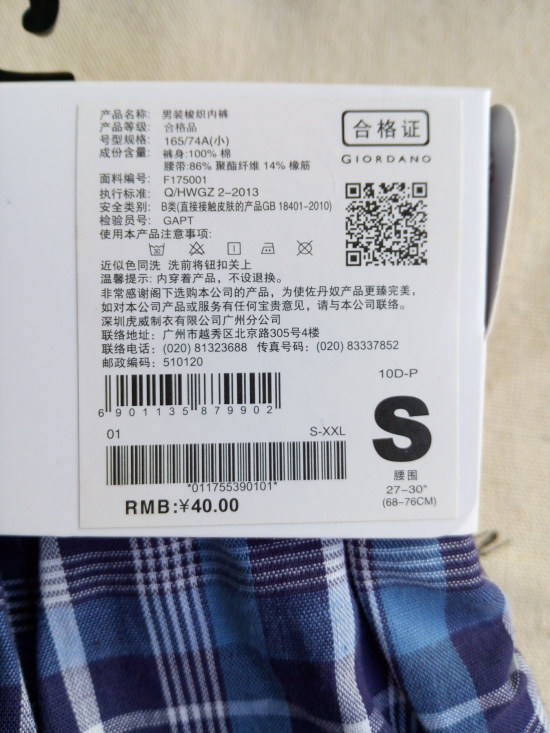 产品名称: 男装梭织内裤
产品等级: 合格品
号型规格: 165/74A(小)
成份含量: 裤身:100% 棉
腰带:86% 聚酯纤维 14% 橡筋
面料编号: F175001
执行标准: Q/HWGZ 2-2013
安全类别: B类(直接接触皮肤的产品GB 18401-2010)
检验员号: GAPT
使用本产品注意事项:
近似色同洗 洗前将钮扣关上
温馨提示: 内穿着产品, 不设退换。
非常感谢阁下选购本公司的产品, 为使佐丹奴产品更臻完美,
如对本公司产品或服务有任何宝贵意见, 请与本公司联络。
深圳虎威制衣有限公司广州分公司
联络地址: 广州市越秀区北京路305号4楼
联络电话: (020) 81323688 传真号码: (020) 83337852
邮政编码: 510120
合格证
GIORDANO
6901135879902
01 S-XXL
*011755390101*
RMB:¥40.00
10D-P
S
腰围
27-30"
(68-76CM)